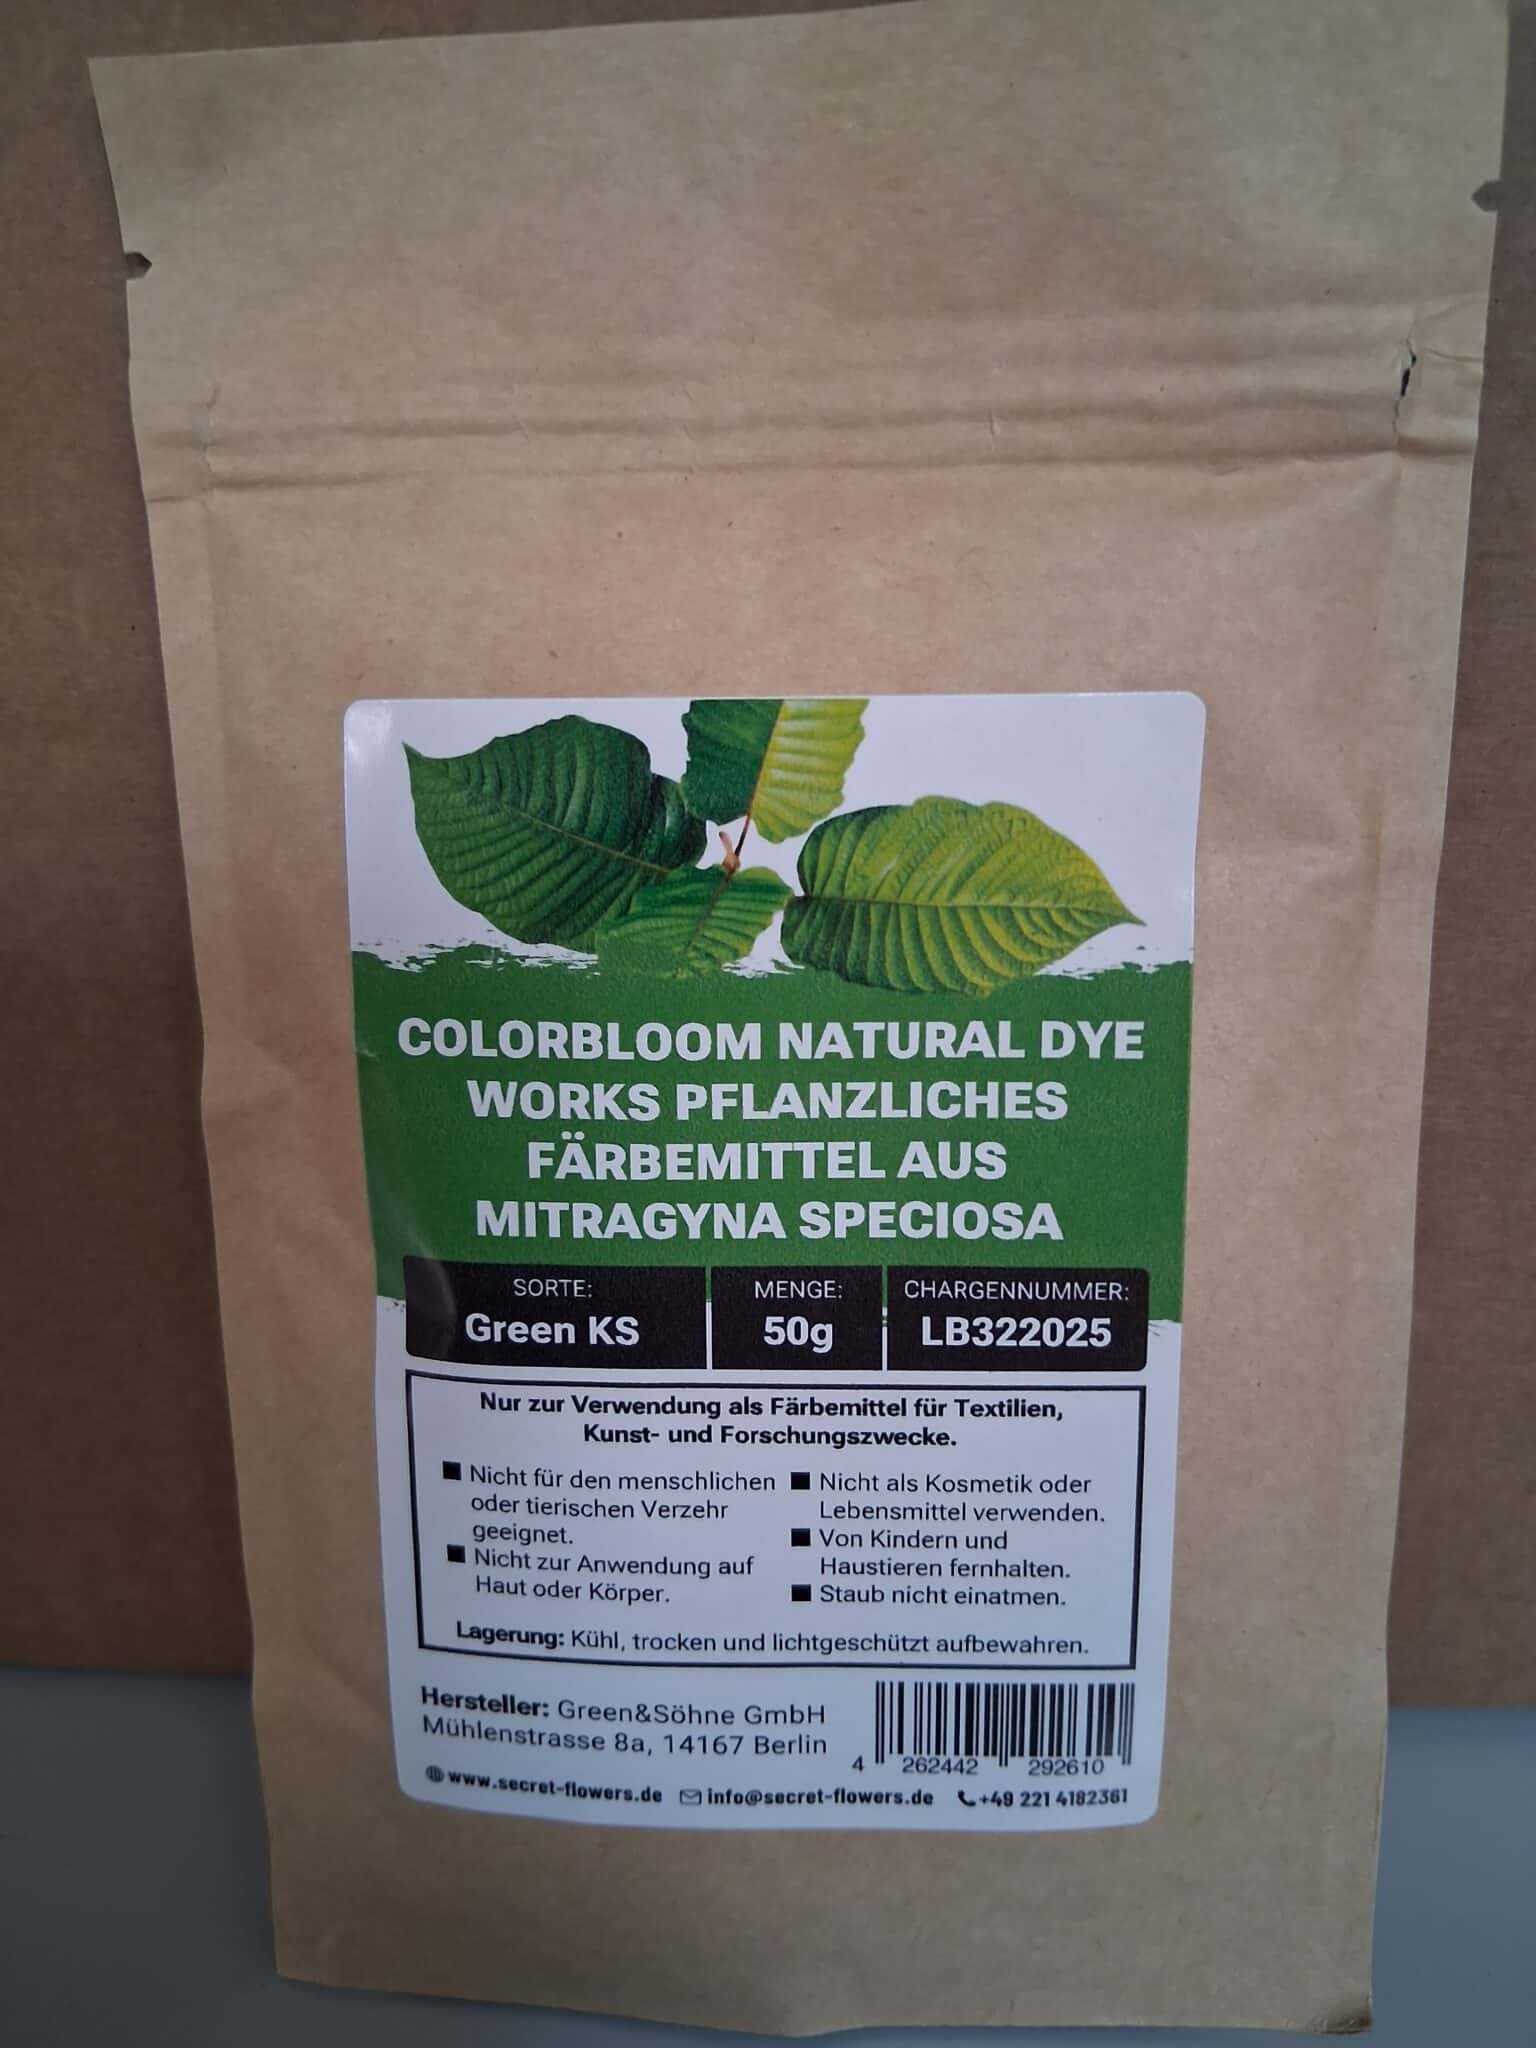 COLORBLOOM NATURAL DYE
WORKS PFLANZLICHES
FÄRBEMITTEL AUS
MITRAGYNA SPECIOSA
SORTE:
Green KS
MENGE:
50g
CHARGENNUMMER:
LB322025
Nur zur Verwendung als Färbemittel für Textilien,
Kunst- und Forschungszwecke.
■ Nicht für den menschlichen
oder tierischen Verzehr
geeignet.
■ Nicht zur Anwendung auf
Haut oder Körper.
■ Nicht als Kosmetik oder
Lebensmittel verwenden.
■ Von Kindern und
Haustieren fernhalten.
■ Staub nicht einatmen.
Lagerung: Kühl, trocken und lichtgeschützt aufbewahren.
Hersteller: Green&Söhne GmbH
Mühlenstrasse 8a, 14167 Berlin
4 262442 292610
www.secret-flowers.de info@secret-flowers.de +49 221 4182361